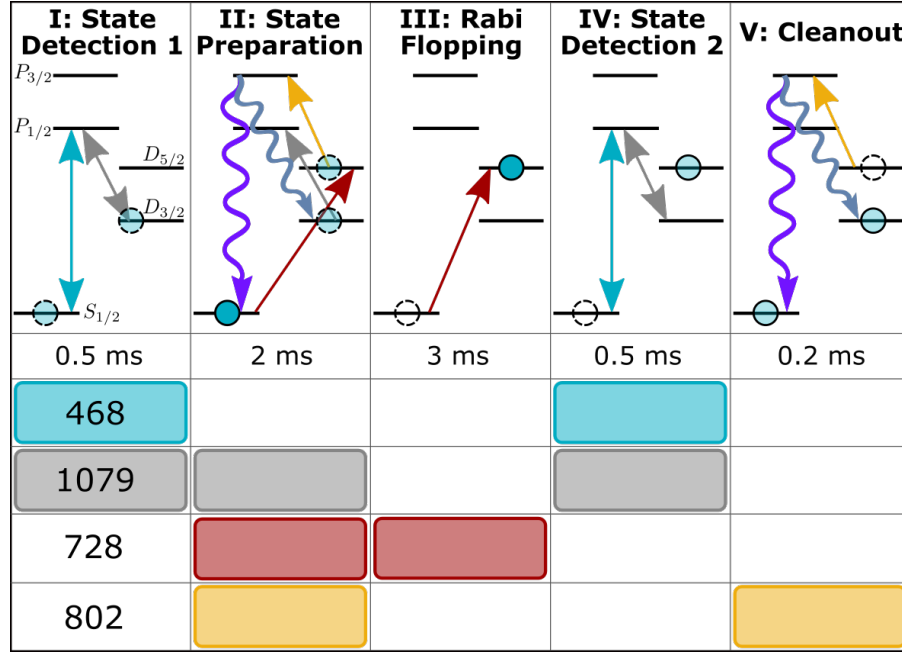 I: State
Detection 1
II: State
Preparation
III: Rabi
Flopping
IV: State
Detection 2
V: Cleanout
P3/2
P1/2
D5/2
D3/2
S1/2
0.5 ms
2 ms
3 ms
0.5 ms
0.2 ms
468
1079
728
802